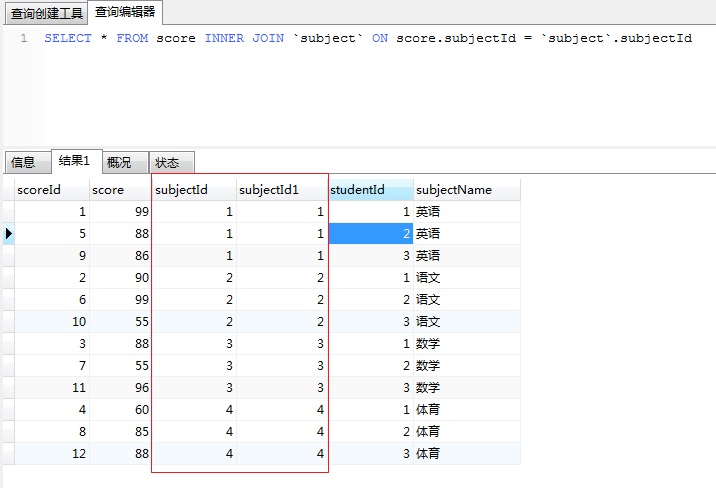 查询创建工具 查询编辑器
1 SELECT * FROM score INNER JOIN `subject` ON score.subjectId = `subject`.subjectId
信息 结果1 概况 状态
scoreId score subjectId subjectId1 studentId subjectName
1 99 1 1 1 英语
5 88 1 1 2 英语
9 86 1 1 3 英语
2 90 2 2 1 语文
6 99 2 2 2 语文
10 55 2 2 3 语文
3 88 3 3 1 数学
7 55 3 3 2 数学
11 96 3 3 3 数学
4 60 4 4 1 体育
8 85 4 4 2 体育
12 88 4 4 3 体育